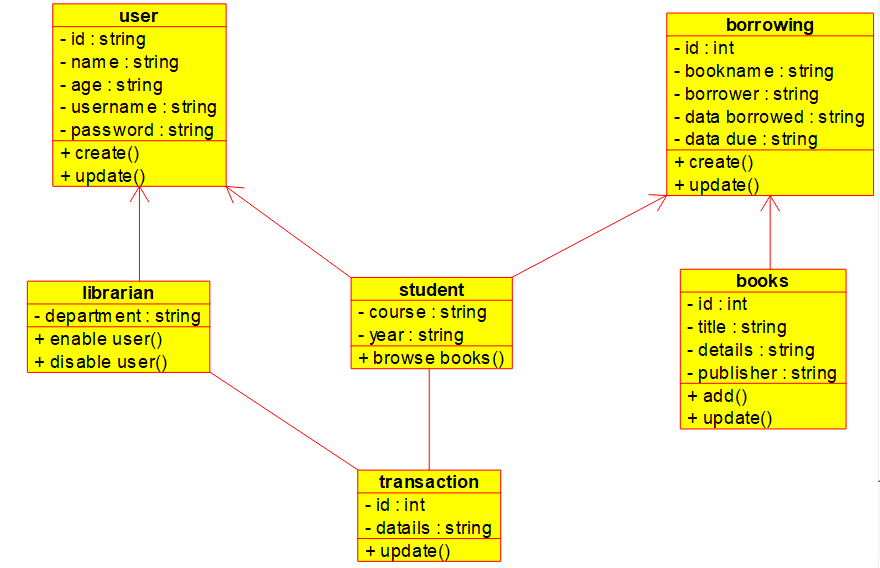 user
- id : string
- name : string
- age : string
- username : string
- password : string
+ create()
+ update()
borrowing
- id : int
- bookname : string
- borrower : string
- data borrowed : string
- data due : string
+ create()
+ update()
librarian
- department : string
+ enable user()
+ disable user()
student
- course : string
- year : string
+ browse books()
books
- id : int
- title : string
- details : string
- publisher : string
+ add()
+ update()
transaction
- id : int
- datails : string
+ update()